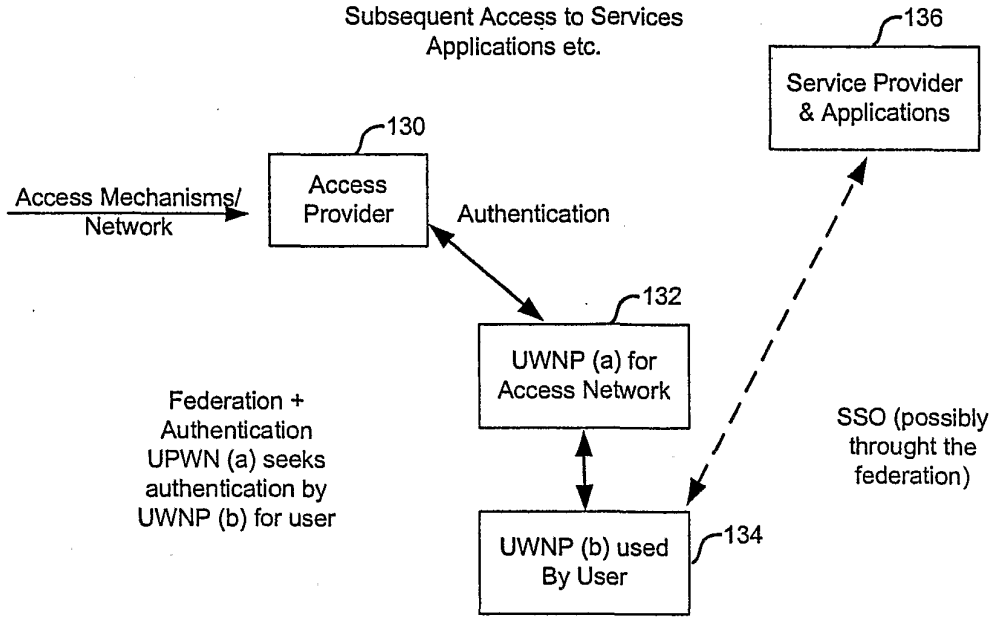 Subsequent Access to Services
Applications etc.
136
Service Provider
& Applications
130
Access
Provider
Access Mechanisms/
Network
Authentication
132
UWNP (a) for
Access Network
Federation +
Authentication
UPWN (a) seeks
authentication by
UWNP (b) for user
SSO (possibly
throught the
federation)
134
UWNP (b) used
By User